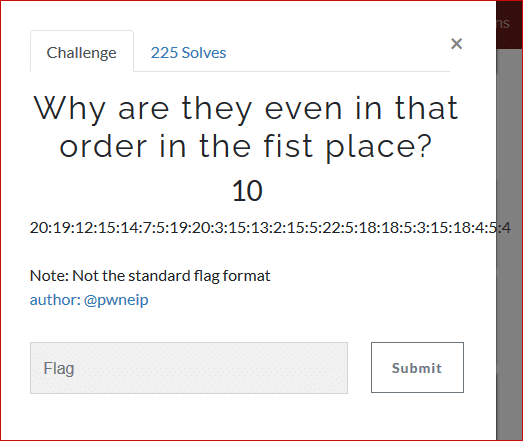 Challenge
225 Solves
×
Why are they even in that
order in the fist place?
10
20:19:12:15:14:7:5:19:20:3:15:13:2:15:5:22:5:18:18:5:3:15:18:4:5:4
Note: Not the standard flag format
author: @pwneip
Flag
Submit